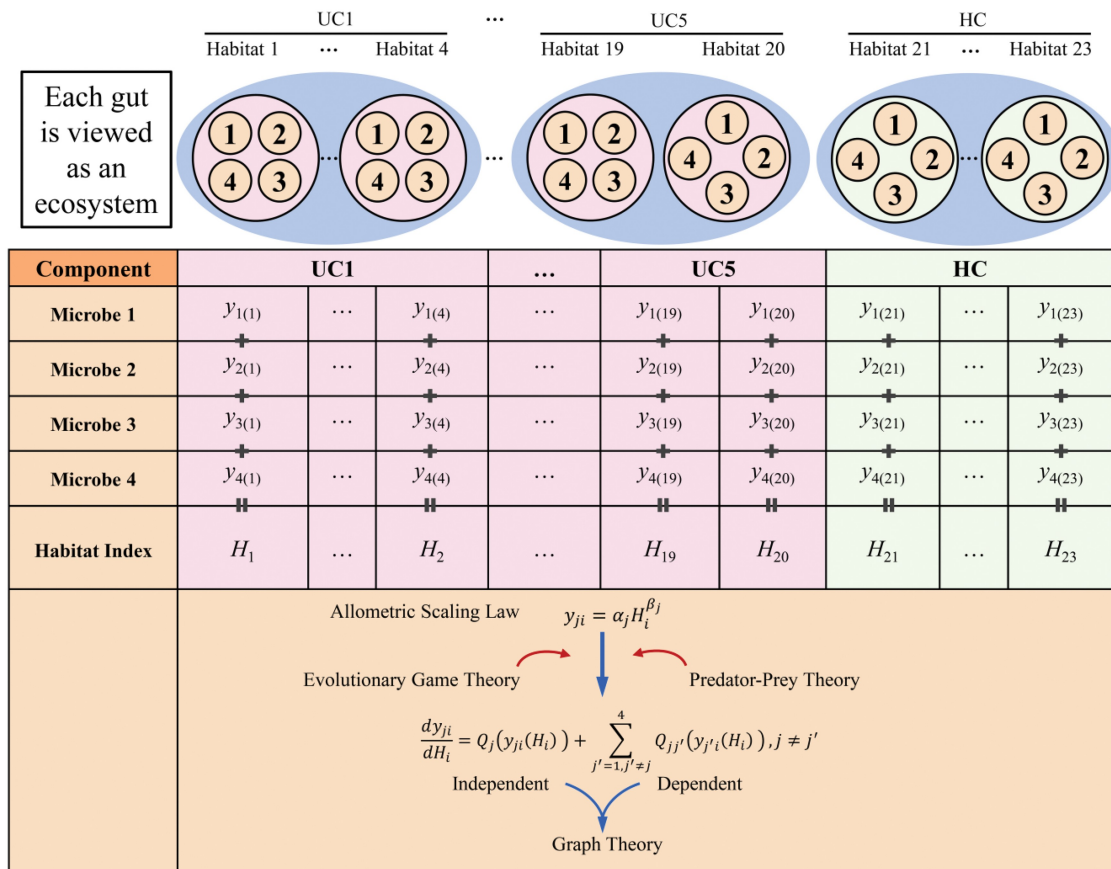 UC1 ... UC5 HC
Habitat 1 ... Habitat 4 Habitat 19 Habitat 20 Habitat 21 ... Habitat 23
Each gut
is viewed
as an
ecosystem
1 2 4 3 ... 1 2 4 3 ... 1 2 4 3 1 4 2 3 1 4 2 3 ... 1 4 2 3
Component UC1 ... UC5 HC
Microbe 1 y1(1) ... y1(4) ... y1(19) y1(20) y1(21) ... y1(23)
+ + + + + +
Microbe 2 y2(1) ... y2(4) ... y2(19) y2(20) y2(21) ... y2(23)
+ + + + + +
Microbe 3 y3(1) ... y3(4) ... y3(19) y3(20) y3(21) ... y3(23)
+ + + + + +
Microbe 4 y4(1) ... y4(4) ... y4(19) y4(20) y4(21) ... y4(23)
= = = = = =
Habitat Index H1 ... H2 ... H19 H20 H21 ... H23
Allometric Scaling Law yji = αjHi^βj
Evolutionary Game Theory Predator-Prey Theory
dyji/dHi = Qj(yji(Hi)) + ∑_{j′=1,j′≠j}^{4} Qjj′(yj′i(Hi)), j ≠ j′
Independent Dependent
Graph Theory